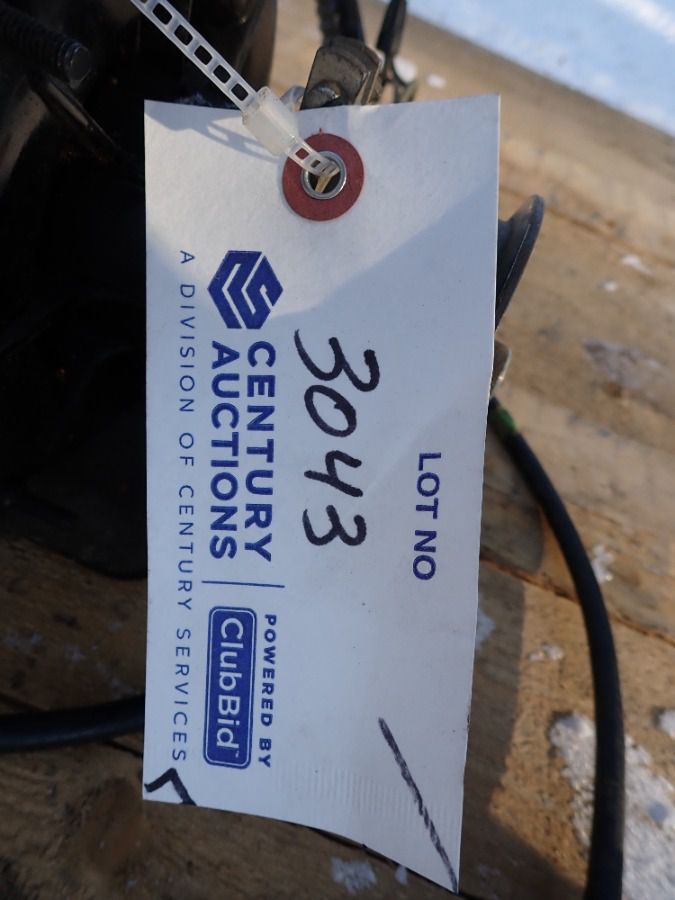 LOT NO
3043
CENTURY
AUCTIONS
POWERED BY
ClubBid
A DIVISION OF CENTURY SERVICES